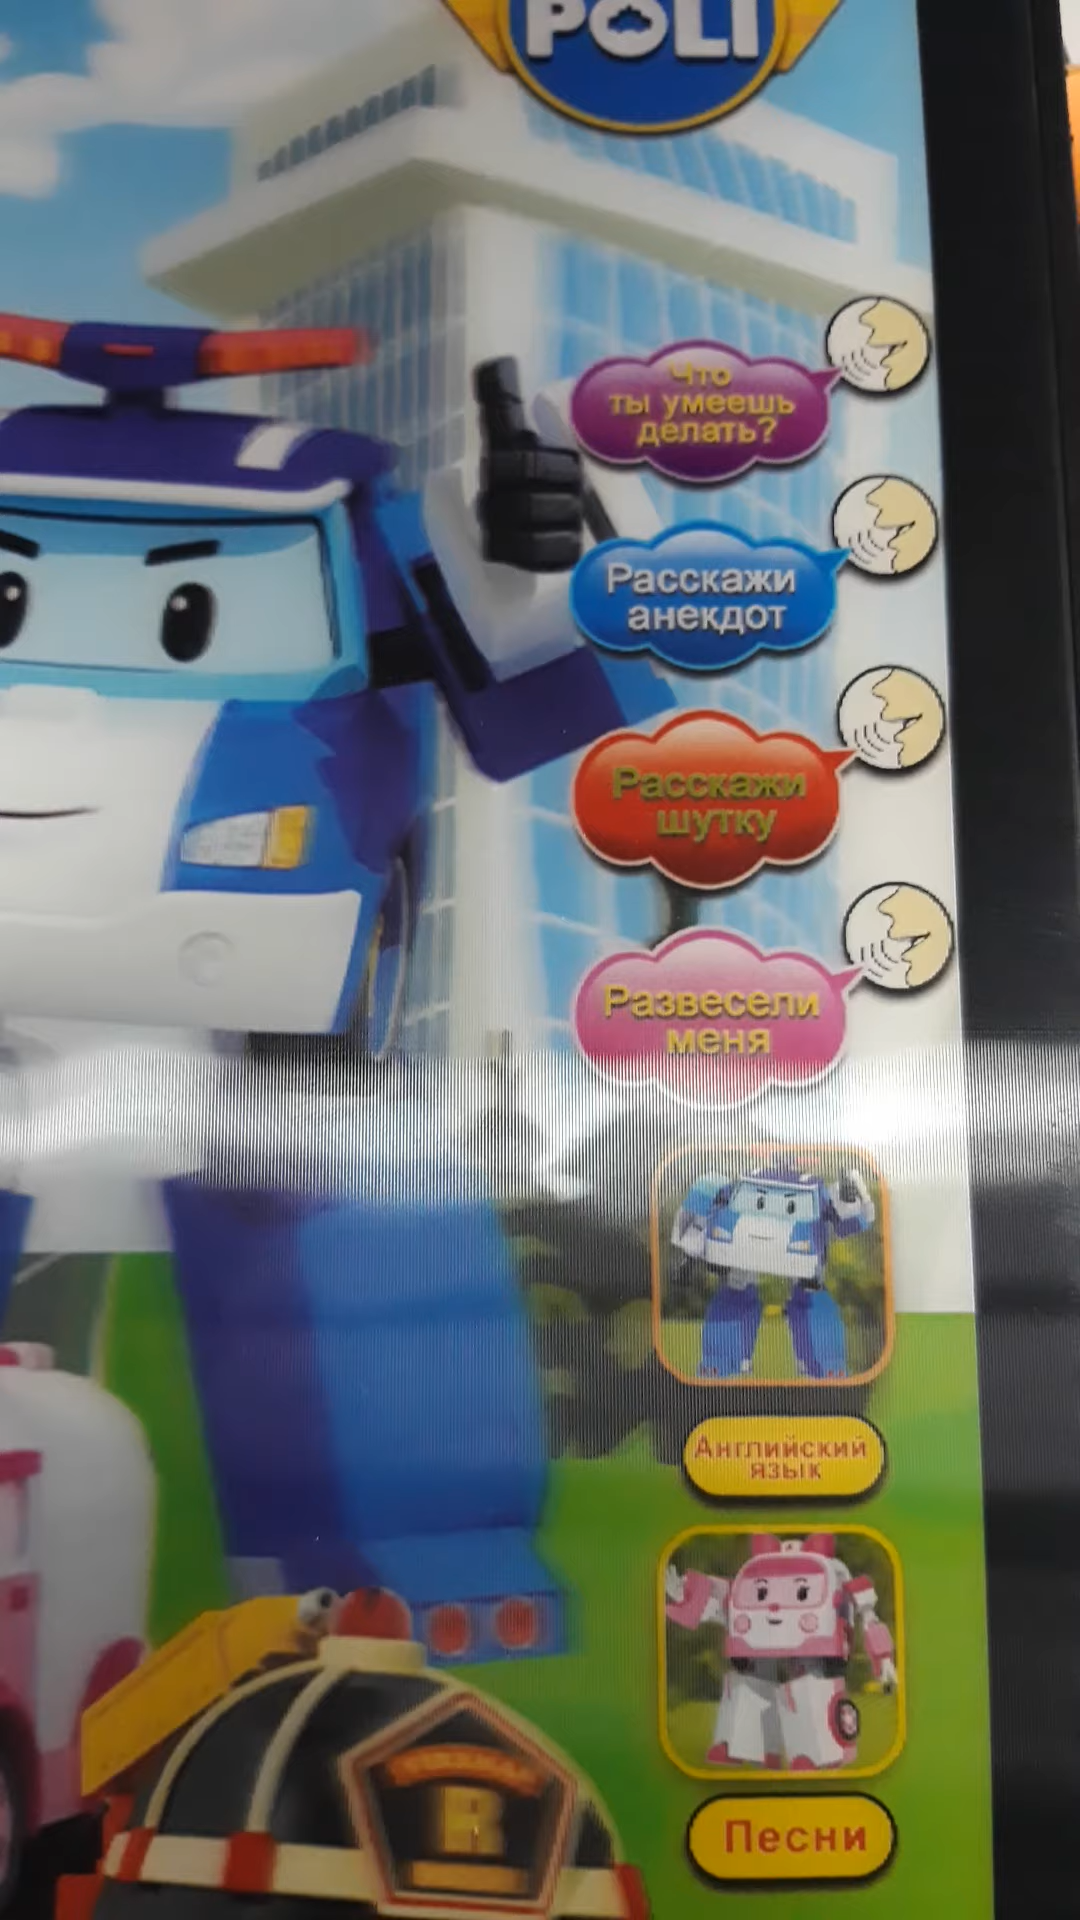 POLI
Что
ты умеешь
делать?
Расскажи
анекдот
Расскажи
шутку
Развесели
меня
Английский
язык
R
Песни